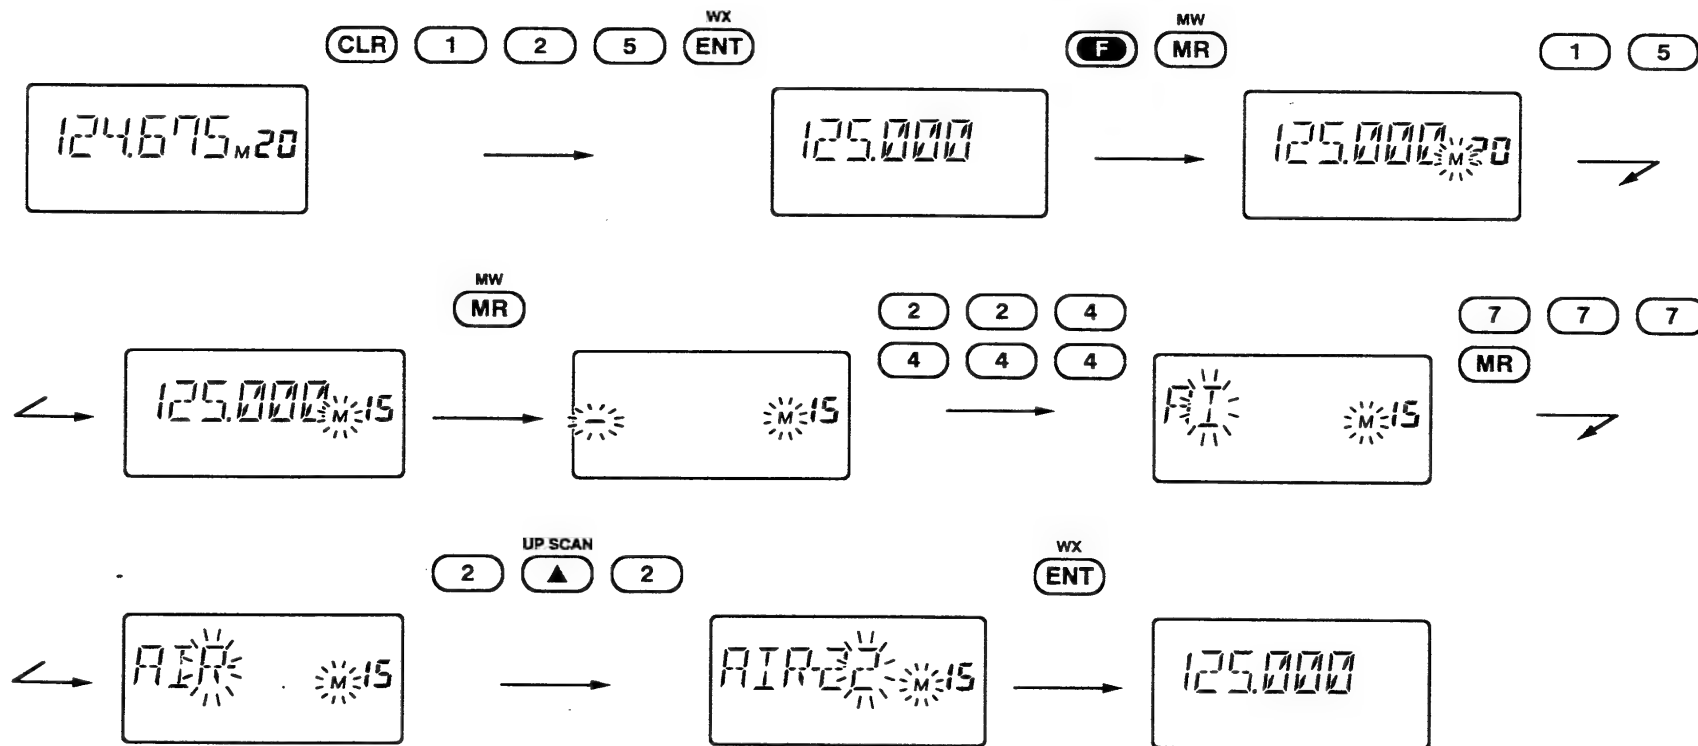 WX MW
CLR 1 2 5 ENT F MR 1 5
124.675 M 20 125.000 125.000 M 20
MW
MR 2 2 4 7 7 7
4 4 4 MR
125.000 M 15 - M 15 AI M 15
UP SCAN WX
2 ▲ 2 ENT
AIR M 15 AIR-22 M 15 125.000